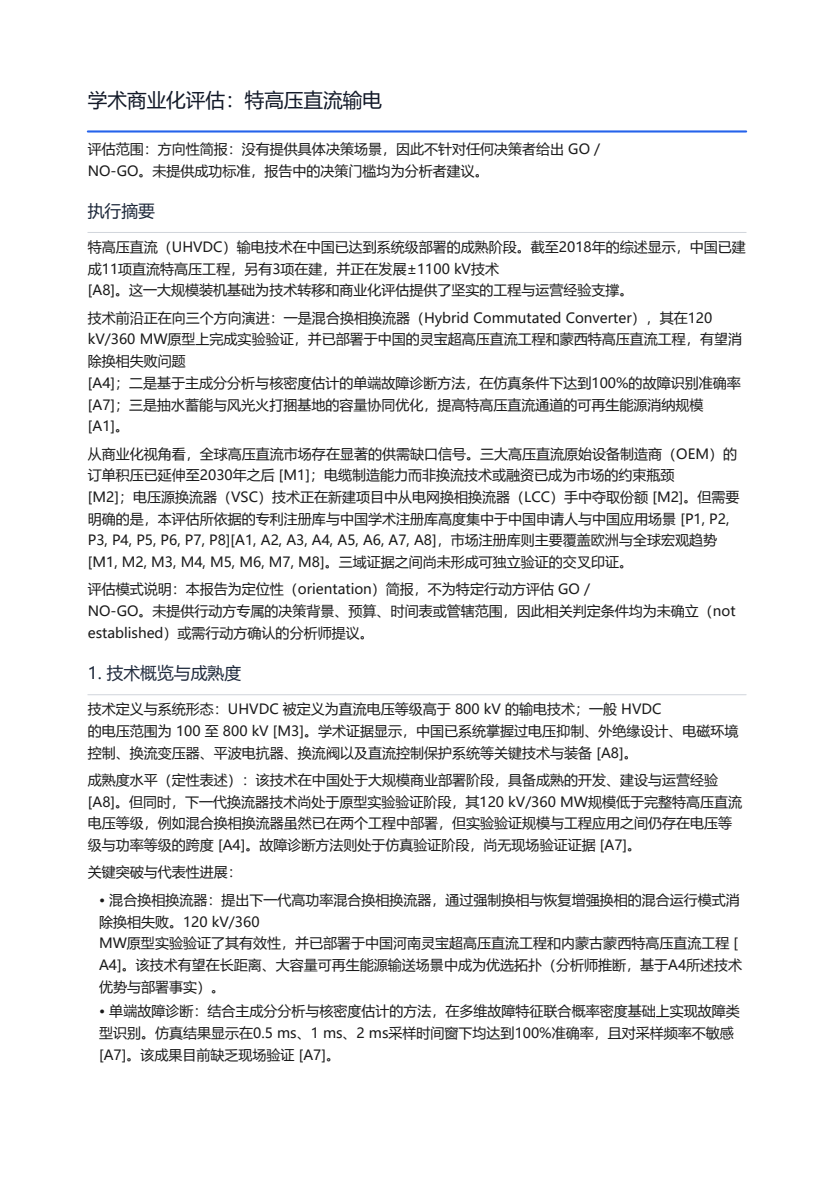 学术商业化评估：特高压直流输电
评估范围：方向性简报：没有提供具体决策场景，因此不针对任何决策者给出 GO /
NO-GO。未提供成功标准，报告中的决策门槛均为分析者建议。
执行摘要
特高压直流（UHVDC）输电技术在中国已达到系统级部署的成熟阶段。截至2018年的综述显示，中国已建
成11项直流特高压工程，另有3项在建，并正在发展±1100 kV技术
[A8]。这一大规模装机基础为技术转移和商业化评估提供了坚实的工程与运营经验支撑。
技术前沿正在向三个方向演进：一是混合换相换流器（Hybrid Commutated Converter），其在120
kV/360 MW原型上完成实验验证，并已部署于中国的灵宝超高压直流工程和蒙西特高压直流工程，有望消
除换相失败问题
[A4]；二是基于主成分分析与核密度估计的单端故障诊断方法，在仿真条件下达到100%的故障识别准确率
[A7]；三是抽水蓄能与风光火打捆基地的容量协同优化，提高特高压直流通道的可再生能源消纳规模
[A1]。
从商业化视角看，全球高压直流市场存在显著的供需缺口信号。三大高压直流原始设备制造商（OEM）的
订单积压已延伸至2030年之后 [M1]；电缆制造能力而非换流技术或融资已成为市场的约束瓶颈
[M2]；电压源换流器（VSC）技术正在新建项目中从电网换相换流器（LCC）手中夺取份额 [M2]。但需要
明确的是，本评估所依据的专利注册库与中国学术注册库高度集中于中国申请人与中国应用场景 [P1, P2,
P3, P4, P5, P6, P7, P8][A1, A2, A3, A4, A5, A6, A7, A8]，市场注册库则主要覆盖欧洲与全球宏观趋势
[M1, M2, M3, M4, M5, M6, M7, M8]。三域证据之间尚未形成可独立验证的交叉印证。
评估模式说明：本报告为定位性（orientation）简报，不为特定行动方评估 GO /
NO-GO。未提供行动方专属的决策背景、预算、时间表或管辖范围，因此相关判定条件均为未确立（not
established）或需行动方确认的分析师提议。
1. 技术概览与成熟度
技术定义与系统形态：UHVDC 被定义为直流电压等级高于 800 kV 的输电技术；一般 HVDC
的电压范围为 100 至 800 kV [M3]。学术证据显示，中国已系统掌握过电压抑制、外绝缘设计、电磁环境
控制、换流变压器、平波电抗器、换流阀以及直流控制保护系统等关键技术与装备 [A8]。
成熟度水平（定性表述）：该技术在中国处于大规模商业部署阶段，具备成熟的开发、建设与运营经验
[A8]。但同时，下一代换流器技术尚处于原型实验验证阶段，其120 kV/360 MW规模低于完整特高压直流
电压等级，例如混合换相换流器虽然已在两个工程中部署，但实验验证规模与工程应用之间仍存在电压等
级与功率等级的跨度 [A4]。故障诊断方法则处于仿真验证阶段，尚无现场验证证据 [A7]。
关键突破与代表性进展：
• 混合换相换流器：提出下一代高功率混合换相换流器，通过强制换相与恢复增强换相的混合运行模式消
除换相失败。120 kV/360
MW原型实验验证了其有效性，并已部署于中国河南灵宝超高压直流工程和内蒙古蒙西特高压直流工程 [
A4]。该技术有望在长距离、大容量可再生能源输送场景中成为优选拓扑（分析师推断，基于A4所述技术
优势与部署事实）。
• 单端故障诊断：结合主成分分析与核密度估计的方法，在多维故障特征联合概率密度基础上实现故障类
型识别。仿真结果显示在0.5 ms、1 ms、2 ms采样时间窗下均达到100%准确率，且对采样频率不敏感
[A7]。该成果目前缺乏现场验证 [A7]。